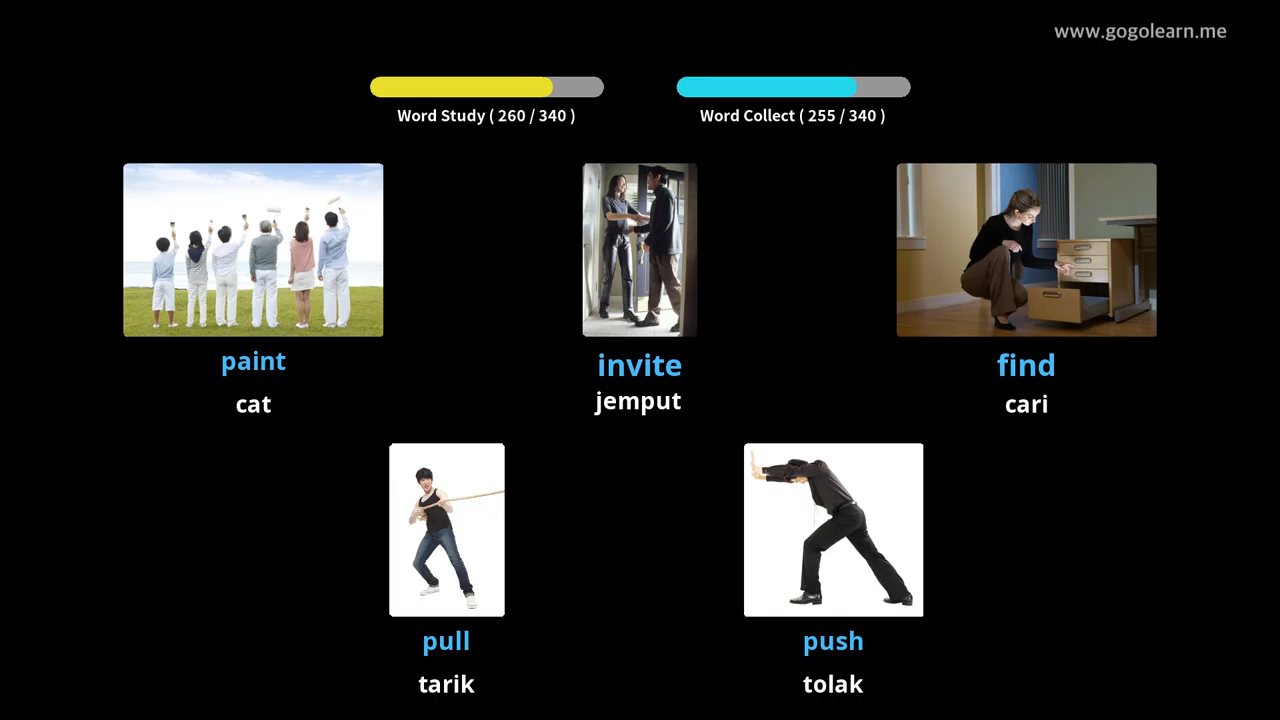 www.gogolearn.me
Word Study ( 260 / 340 )
Word Collect ( 255 / 340 )
paint
cat
invite
jemput
find
cari
pull
tarik
push
tolak